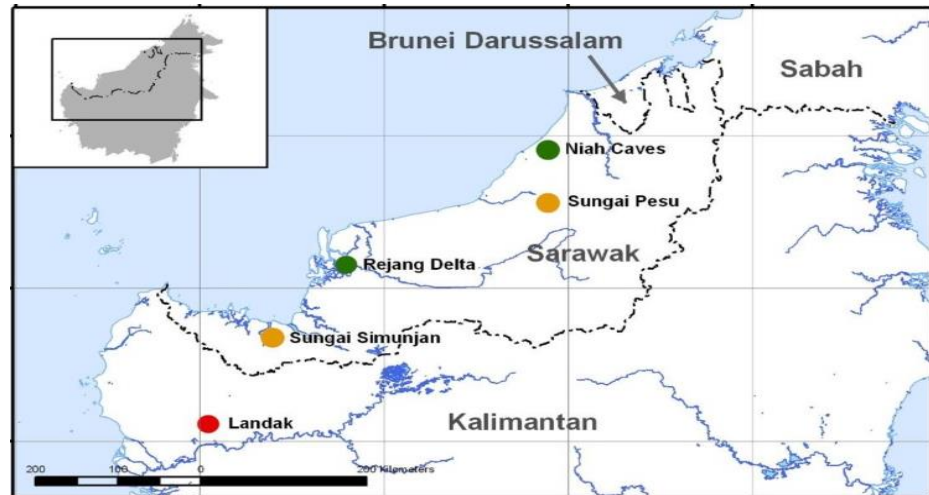 Brunei Darussalam
Sabah
Niah Caves
Sungai Pesu
Sarawak
Rejang Delta
Sungai Simunjan
Landak
Kalimantan
200 100 0 200 Kilometers